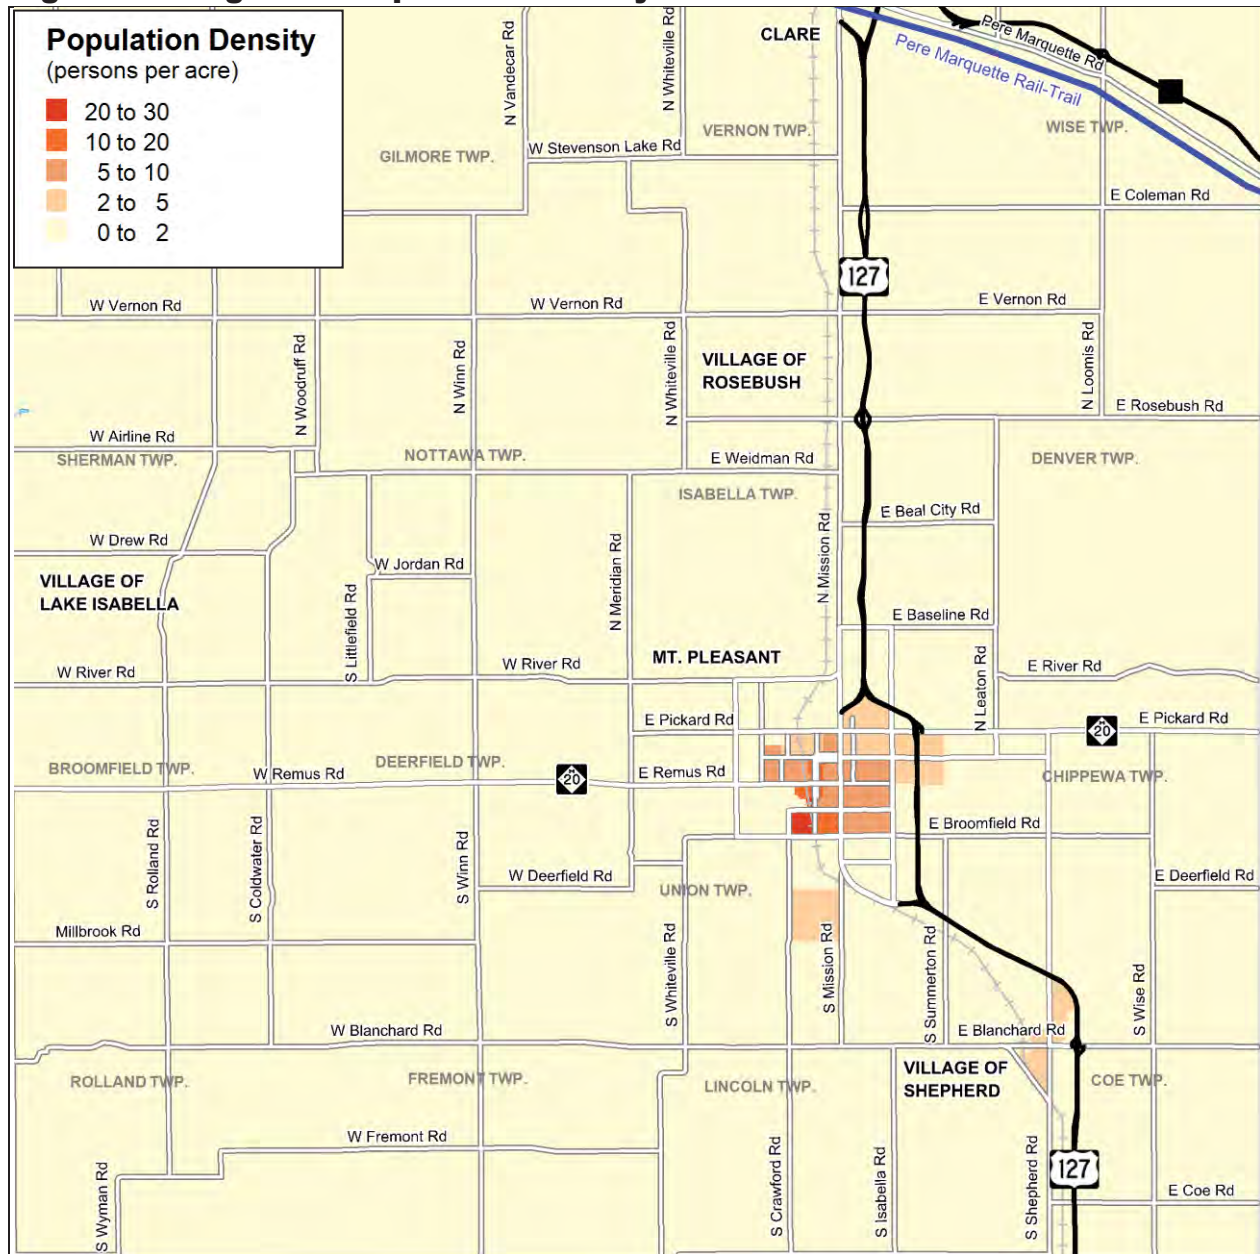 Population Density
(persons per acre)
20 to 30
10 to 20
5 to 10
2 to 5
0 to 2
N Vandecar Rd
N Whiteville Rd
CLARE
Pere Marquette Rd
Pere Marquette Rail-Trail
VERNON TWP.
WISE TWP.
GILMORE TWP.
W Stevenson Lake Rd
E Coleman Rd
127
W Vernon Rd
W Vernon Rd
E Vernon Rd
N Woodruff Rd
N Winn Rd
N Whiteville Rd
VILLAGE OF
ROSEBUSH
N Loomis Rd
E Rosebush Rd
W Airline Rd
SHERMAN TWP.
NOTTAWA TWP.
E Weidman Rd
DENVER TWP.
ISABELLA TWP.
E Beal City Rd
W Drew Rd
N Meridian Rd
N Mission Rd
W Jordan Rd
VILLAGE OF
LAKE ISABELLA
S Littlefield Rd
E Baseline Rd
MT. PLEASANT
W River Rd
W River Rd
N Leaton Rd
E River Rd
E Pickard Rd
M
20
E Pickard Rd
BROOMFIELD TWP.
W Remus Rd
DEERFIELD TWP.
M
20
E Remus Rd
CHIPPEWA TWP.
S Rolland Rd
S Coldwater Rd
S Winn Rd
E Broomfield Rd
W Deerfield Rd
UNION TWP.
E Deerfield Rd
Millbrook Rd
S Whiteville Rd
S Mission Rd
S Summerton Rd
S Wise Rd
W Blanchard Rd
E Blanchard Rd
ROLLAND TWP.
FREMONT TWP.
LINCOLN TWP.
VILLAGE OF
SHEPHERD
COE TWP.
W Fremont Rd
S Wyman Rd
S Crawford Rd
S Isabella Rd
S Shepherd Rd
127
E Coe Rd